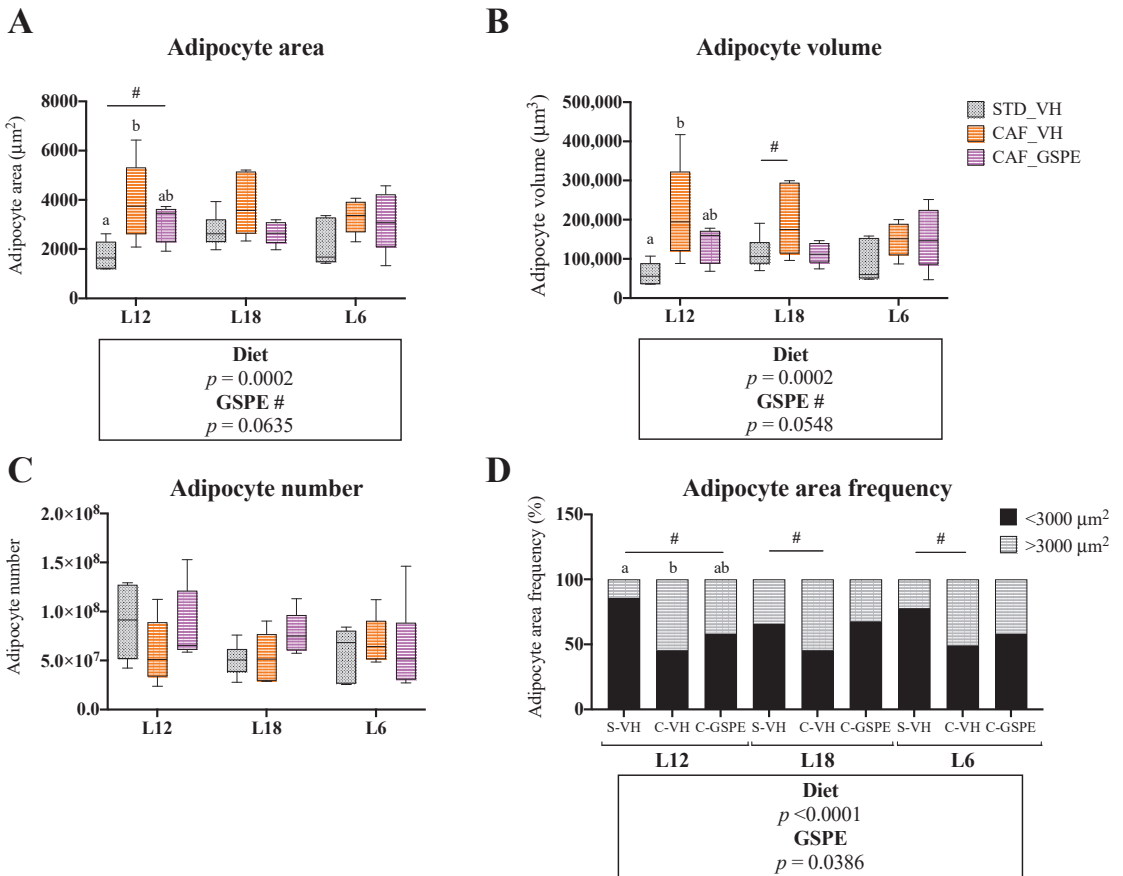 A
Adipocyte area
Adipocyte area (μm²)
8000
6000
4000
2000
0
#
a
b
ab
L12
L18
L6
Diet
p = 0.0002
GSPE #
p = 0.0635
B
Adipocyte volume
Adipocyte volume (μm³)
500,000
400,000
300,000
200,000
100,000
0
a
b
ab
#
L12
L18
L6
STD_VH
CAF_VH
CAF_GSPE
Diet
p = 0.0002
GSPE #
p = 0.0548
C
Adipocyte number
Adipocyte number
2.0×10⁸
1.5×10⁸
1.0×10⁸
5.0×10⁷
0.0
L12
L18
L6
D
Adipocyte area frequency
Adipocyte area frequency (%)
150
100
50
0
# # #
a b ab
<3000 μm²
>3000 μm²
S-VH C-VH C-GSPE S-VH C-VH C-GSPE S-VH C-VH C-GSPE
L12 L18 L6
Diet
p <0.0001
GSPE
p = 0.0386